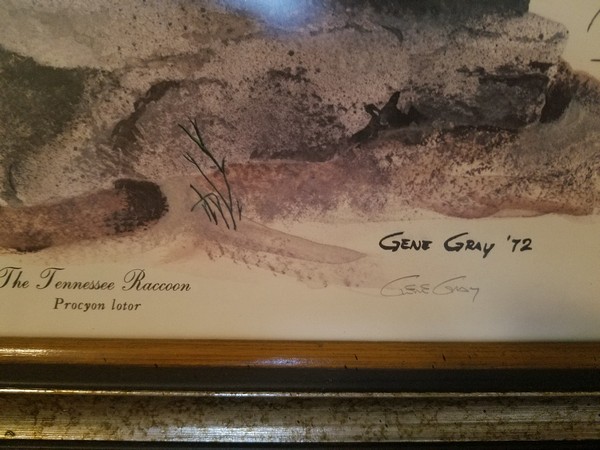 GENE GRAY '72
GENE GRAY
The Tennessee Raccoon
Procyon lotor